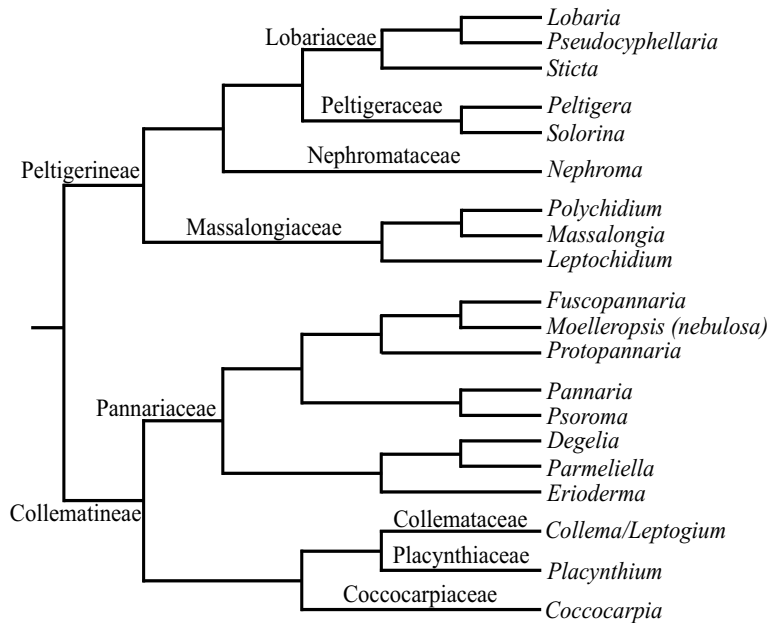 Lobaria
Lobariaceae
Pseudocyphellaria
Sticta
Peltigeraceae
Peltigera
Solorina
Nephromataceae
Peltigerineae
Nephroma
Polychidium
Massalongiaceae
Massalongia
Leptochidium
Fuscopannaria
Moelleropsis (nebulosa)
Protopannaria
Pannaria
Pannariaceae
Psoroma
Degelia
Parmeliella
Erioderma
Collematineae
Collemataceae
Collema/Leptogium
Placynthiaceae
Placynthium
Coccocarpiaceae
Coccocarpia